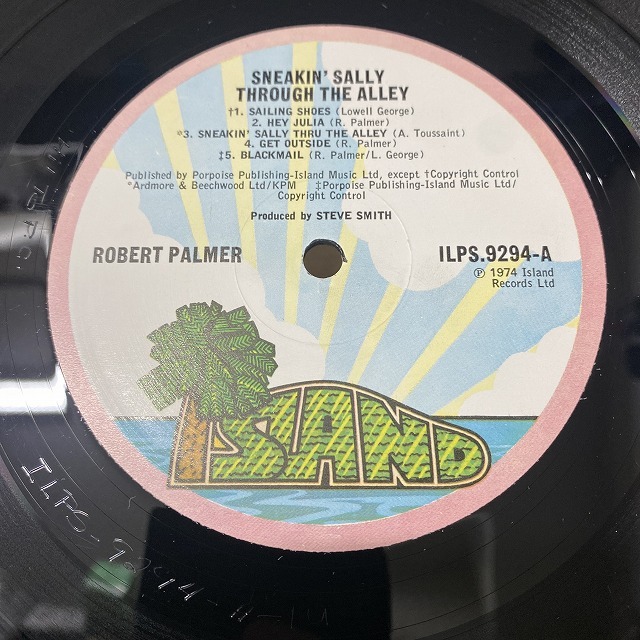 SNEAKIN' SALLY
THROUGH THE ALLEY
†1. SAILING SHOES (Lowell George)
2. HEY JULIA (R. Palmer)
*3. SNEAKIN' SALLY THRU THE ALLEY (A. Toussaint)
4. GET OUTSIDE (R. Palmer)
‡5. BLACKMAIL (R. Palmer/L. George)
Published by Porpoise Publishing-Island Music Ltd, except †Copyright Control
*Ardmore & Beechwood Ltd/KPM ‡Porpoise Publishing-Island Music Ltd/
Copyright Control
Produced by STEVE SMITH
ROBERT PALMER
ILPS.9294-A
℗ 1974 Island
Records Ltd
ISLAND